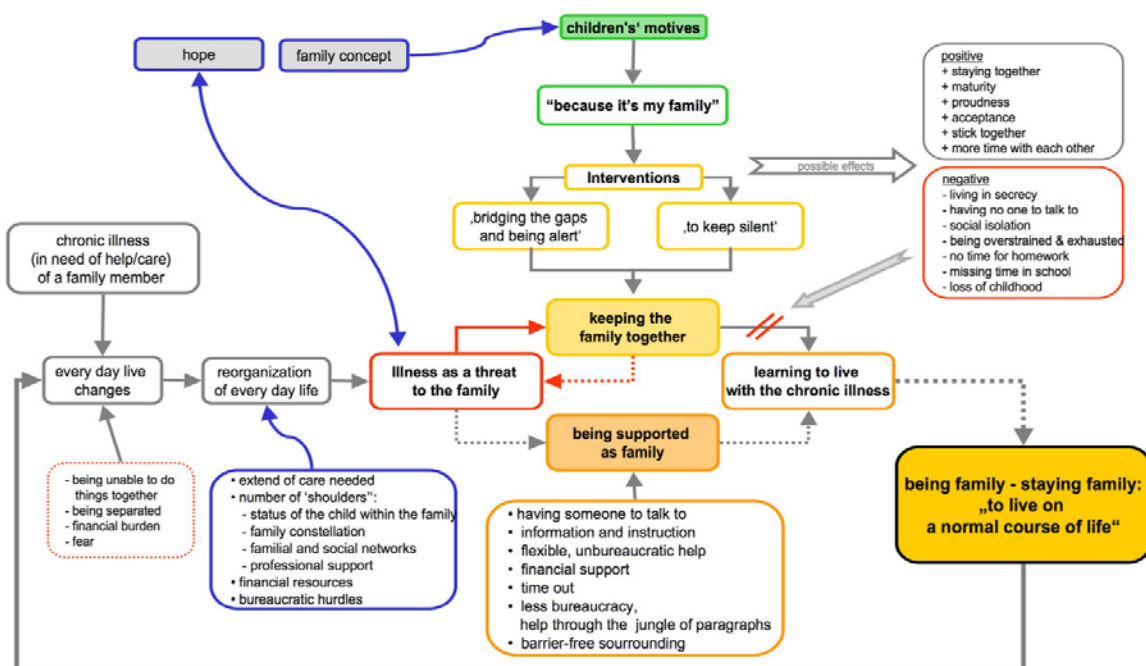 children's' motives
hope
family concept
"because it's my family"
positive
+ staying together
+ maturity
+ proudness
+ acceptance
+ stick together
+ more time with each other
possible effects
Interventions
negative
- living in secrecy
- having no one to talk to
- social isolation
- being overstrained & exhausted
- no time for homework
- missing time in school
- loss of childhood
‚bridging the gaps
and being alert'
‚to keep silent'
chronic illness
(in need of help/care)
of a family member
keeping the
family together
every day live
changes
reorganization
of every day life
Illness as a threat
to the family
learning to live
with the chronic illness
being supported
as family
- being unable to do
things together
- being separated
- financial burden
- fear
• extend of care needed
• number of 'shoulders":
- status of the child within the family
- family constellation
- familial and social networks
- professional support
• financial resources
• bureaucratic hurdles
• having someone to talk to
• information and instruction
• flexible, unbureaucratic help
• financial support
• time out
• less bureaucracy,
help through the jungle of paragraphs
• barrier-free sourrounding
being family - staying family:
„to live on
a normal course of life"